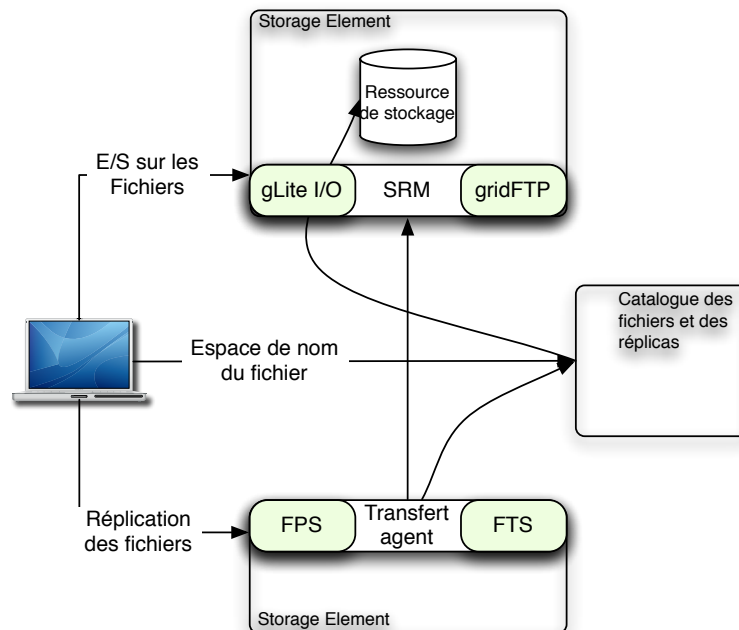 Storage Element
Ressource
de stockage
E/S sur les
Fichiers
gLite I/O
SRM
gridFTP
Catalogue des
fichiers et des
réplicas
Espace de nom
du fichier
Réplication
des fichiers
FPS
Transfert
agent
FTS
Storage Element